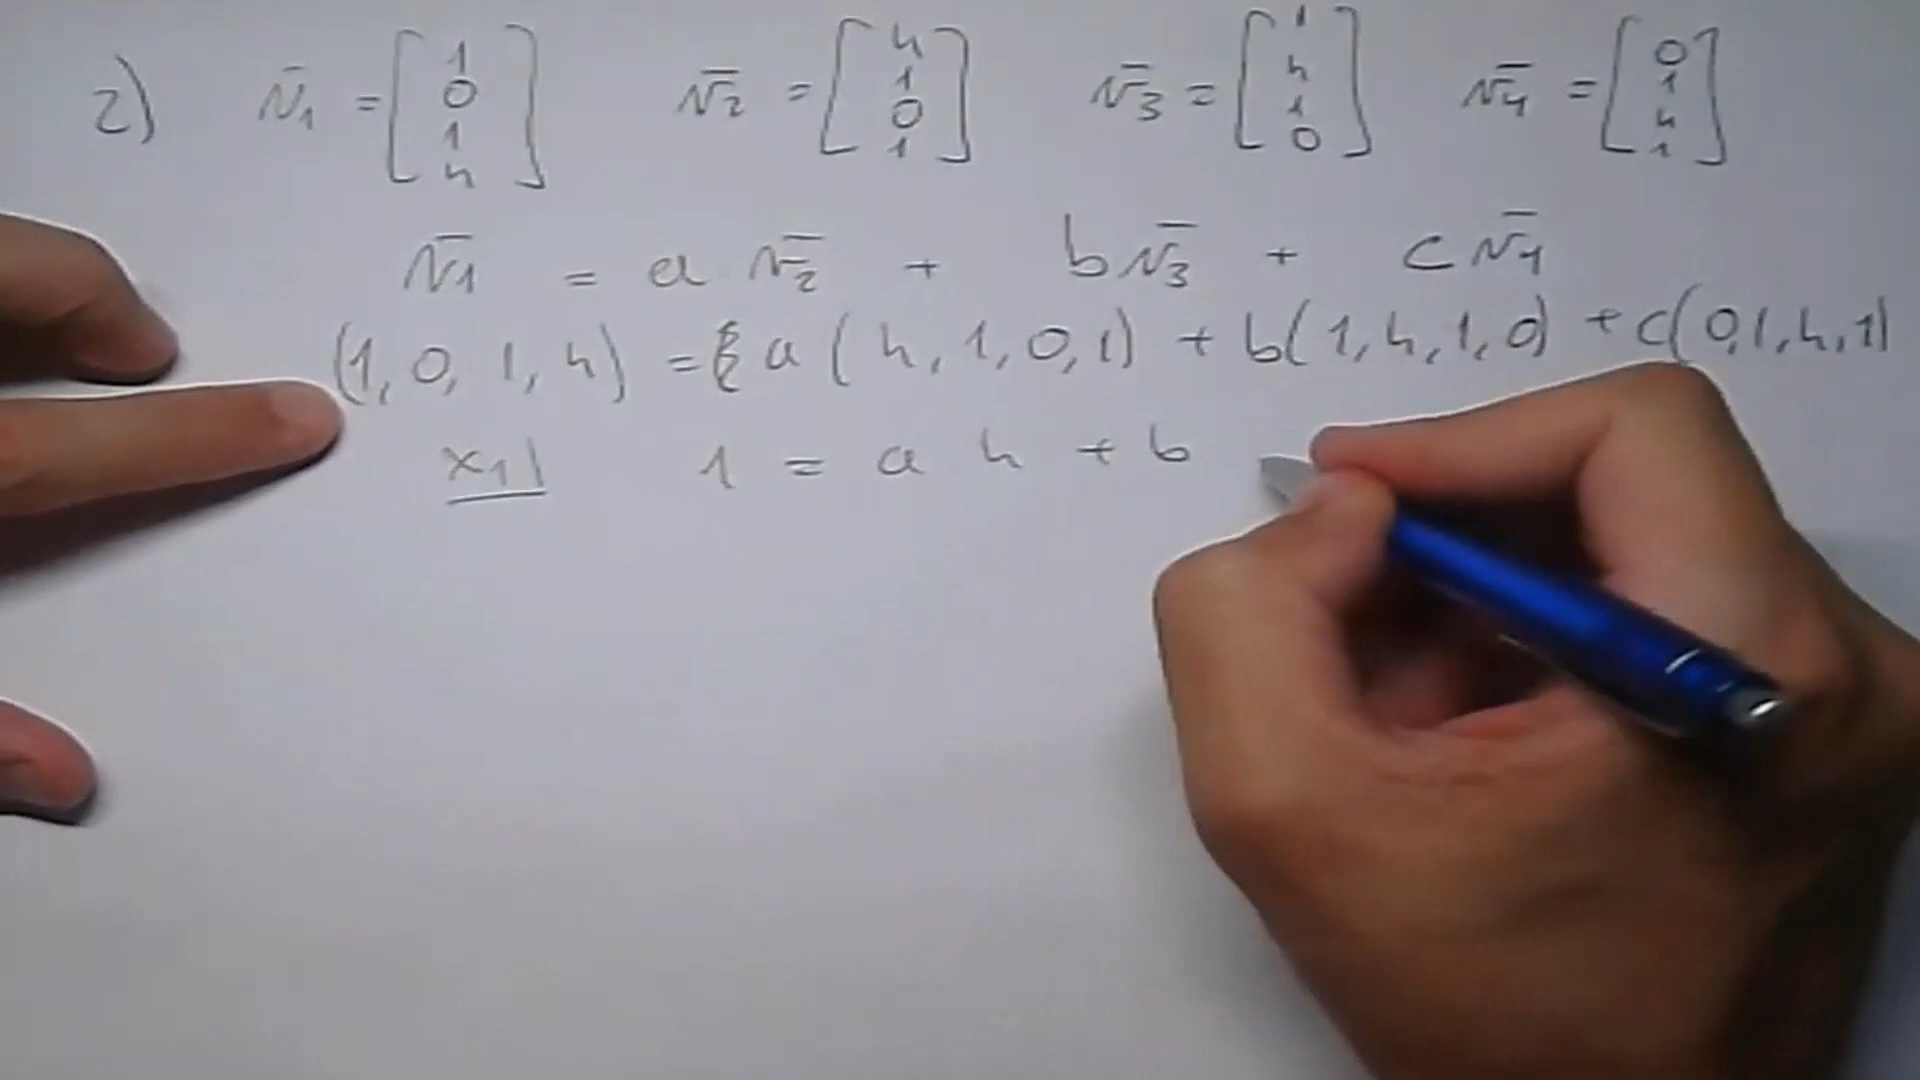 2) v̄1 = [1 0 1 h] v̄2 = [h 1 0 1] v̄3 = [1 h 1 0] v̄4 = [0 1 h 1]
v̄1 = a v̄2 + b v̄3 + c v̄4
(1, 0, 1, h) = a (h, 1, 0, 1) + b(1, h, 1, 0) + c(0, 1, h, 1)
x1| 1 = a h + b